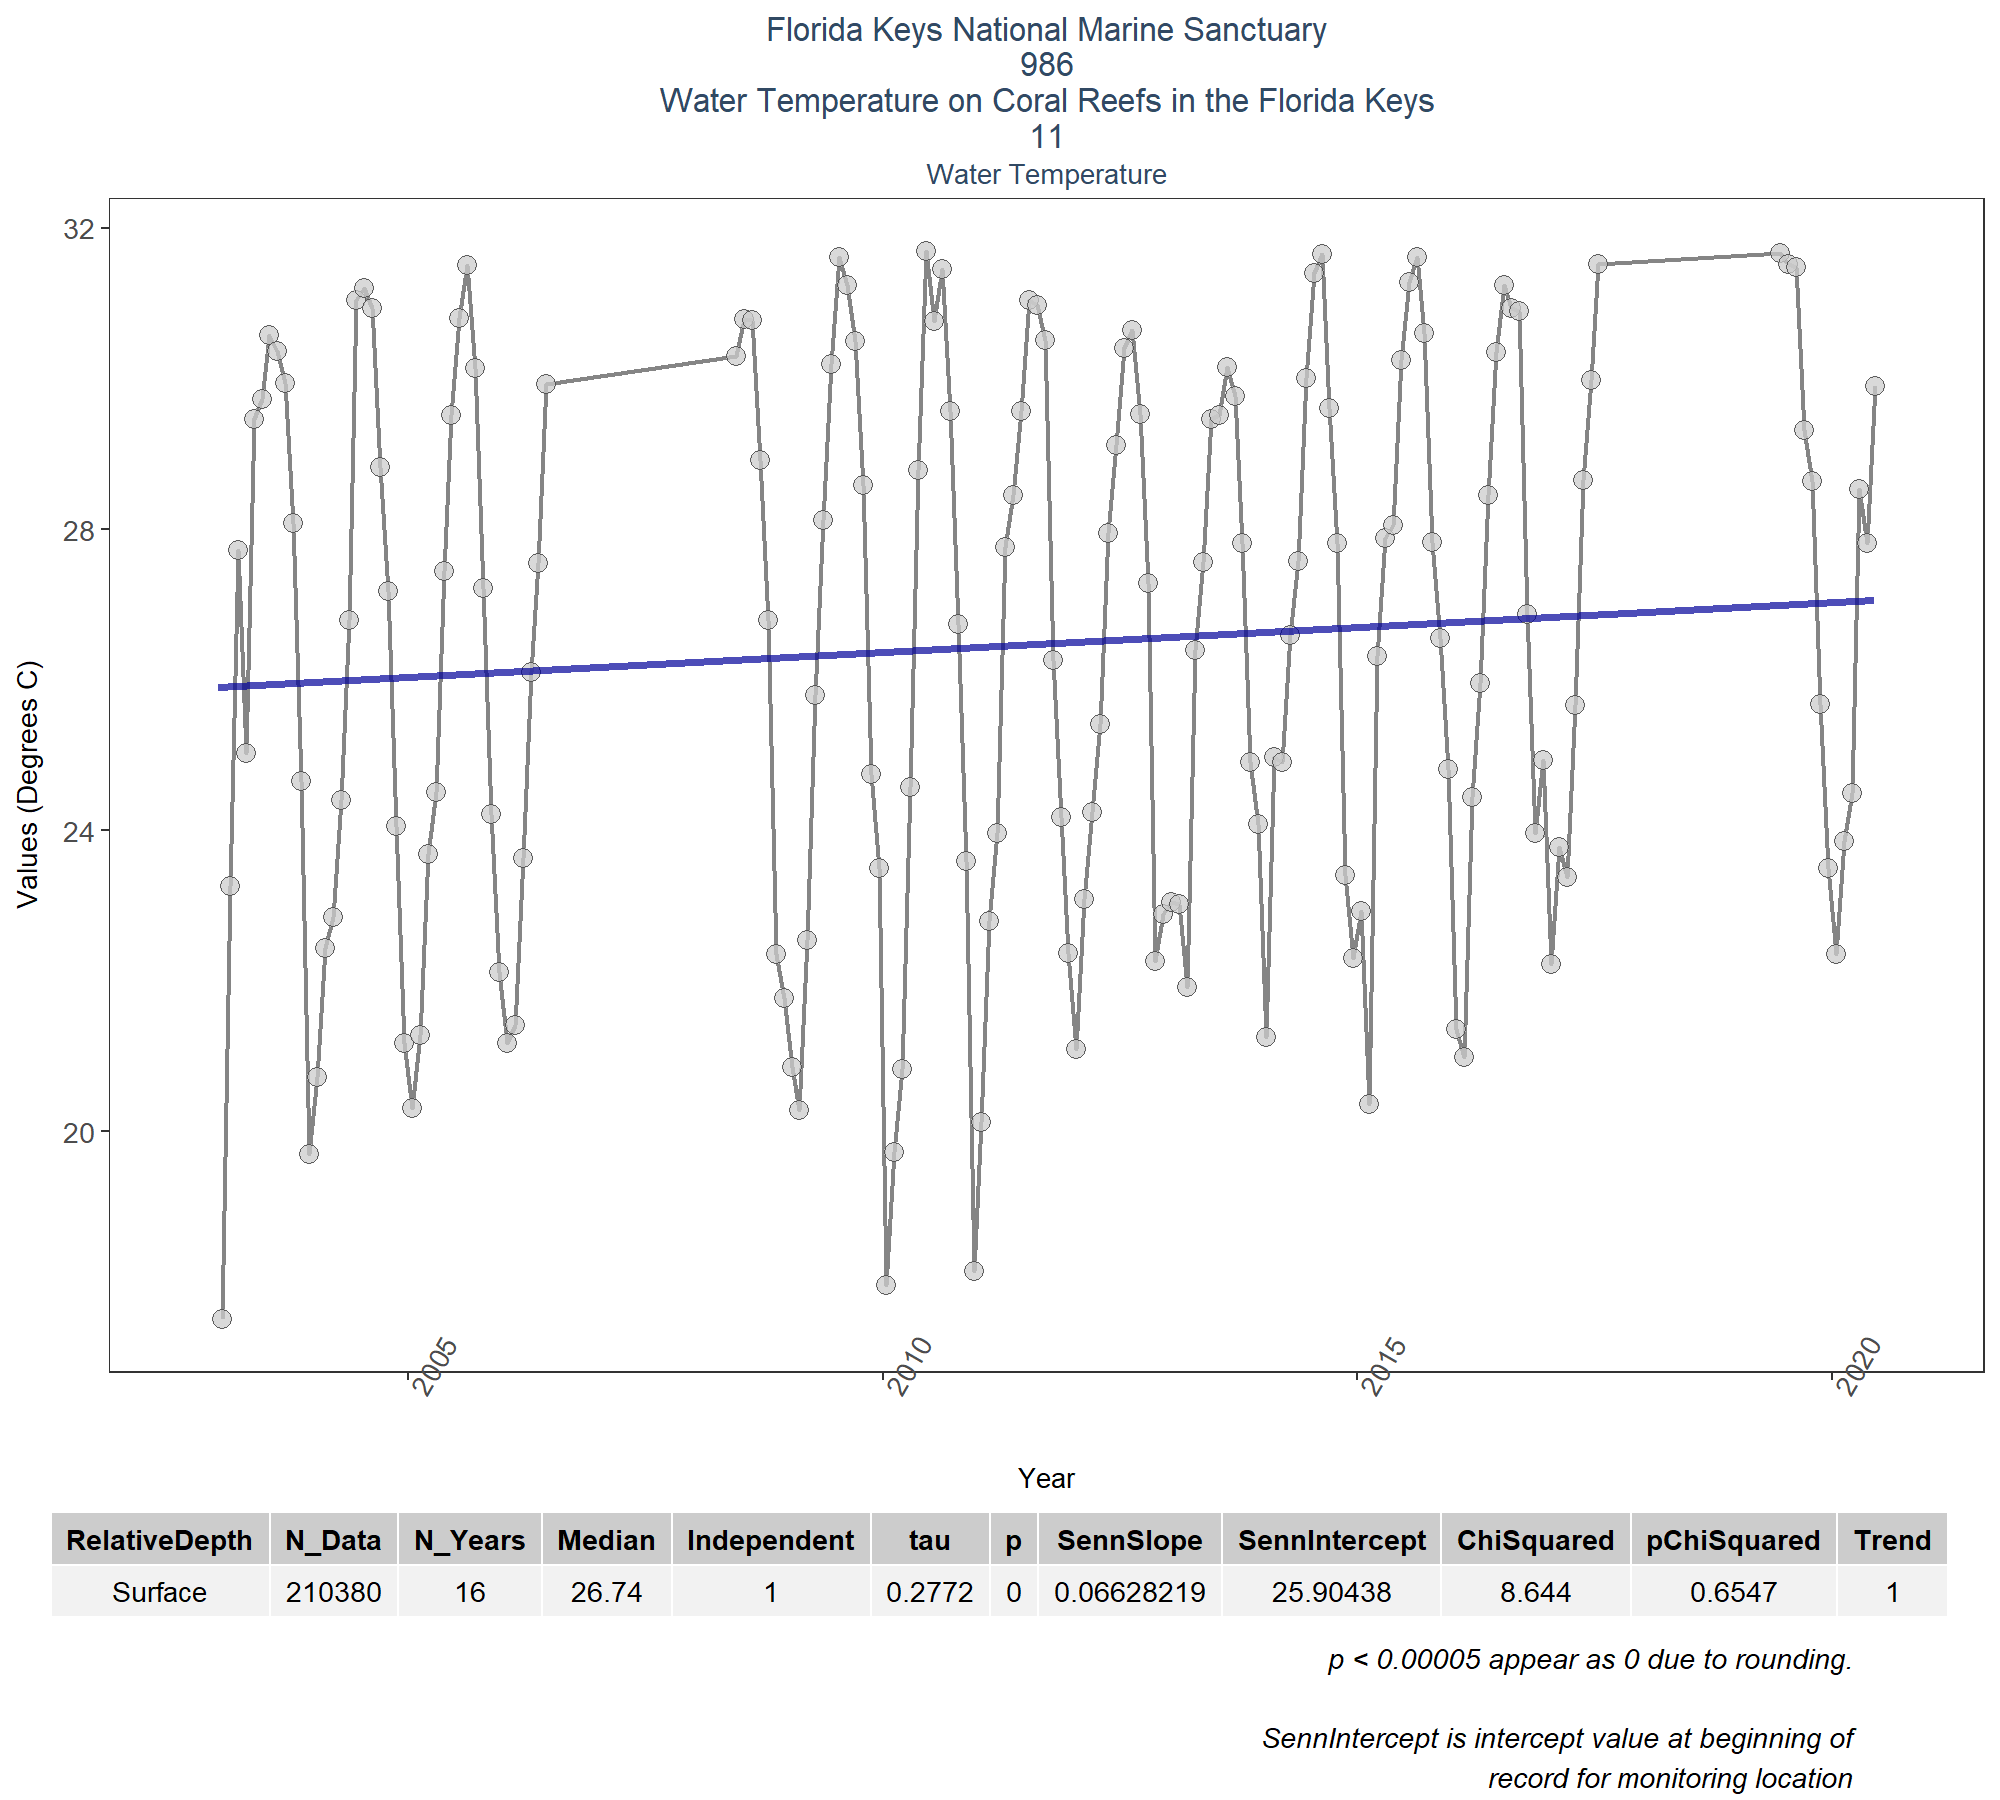 Florida Keys National Marine Sanctuary
986
Water Temperature on Coral Reefs in the Florida Keys
11
Water Temperature
32
28
24
20
Values (Degrees C)
2005 2010 2015 2020
Year
RelativeDepth N_Data N_Years Median Independent tau p SennSlope SennIntercept ChiSquared pChiSquared Trend
Surface 210380 16 26.74 1 0.2772 0 0.06628219 25.90438 8.644 0.6547 1
p < 0.00005 appear as 0 due to rounding.
SennIntercept is intercept value at beginning of
record for monitoring location